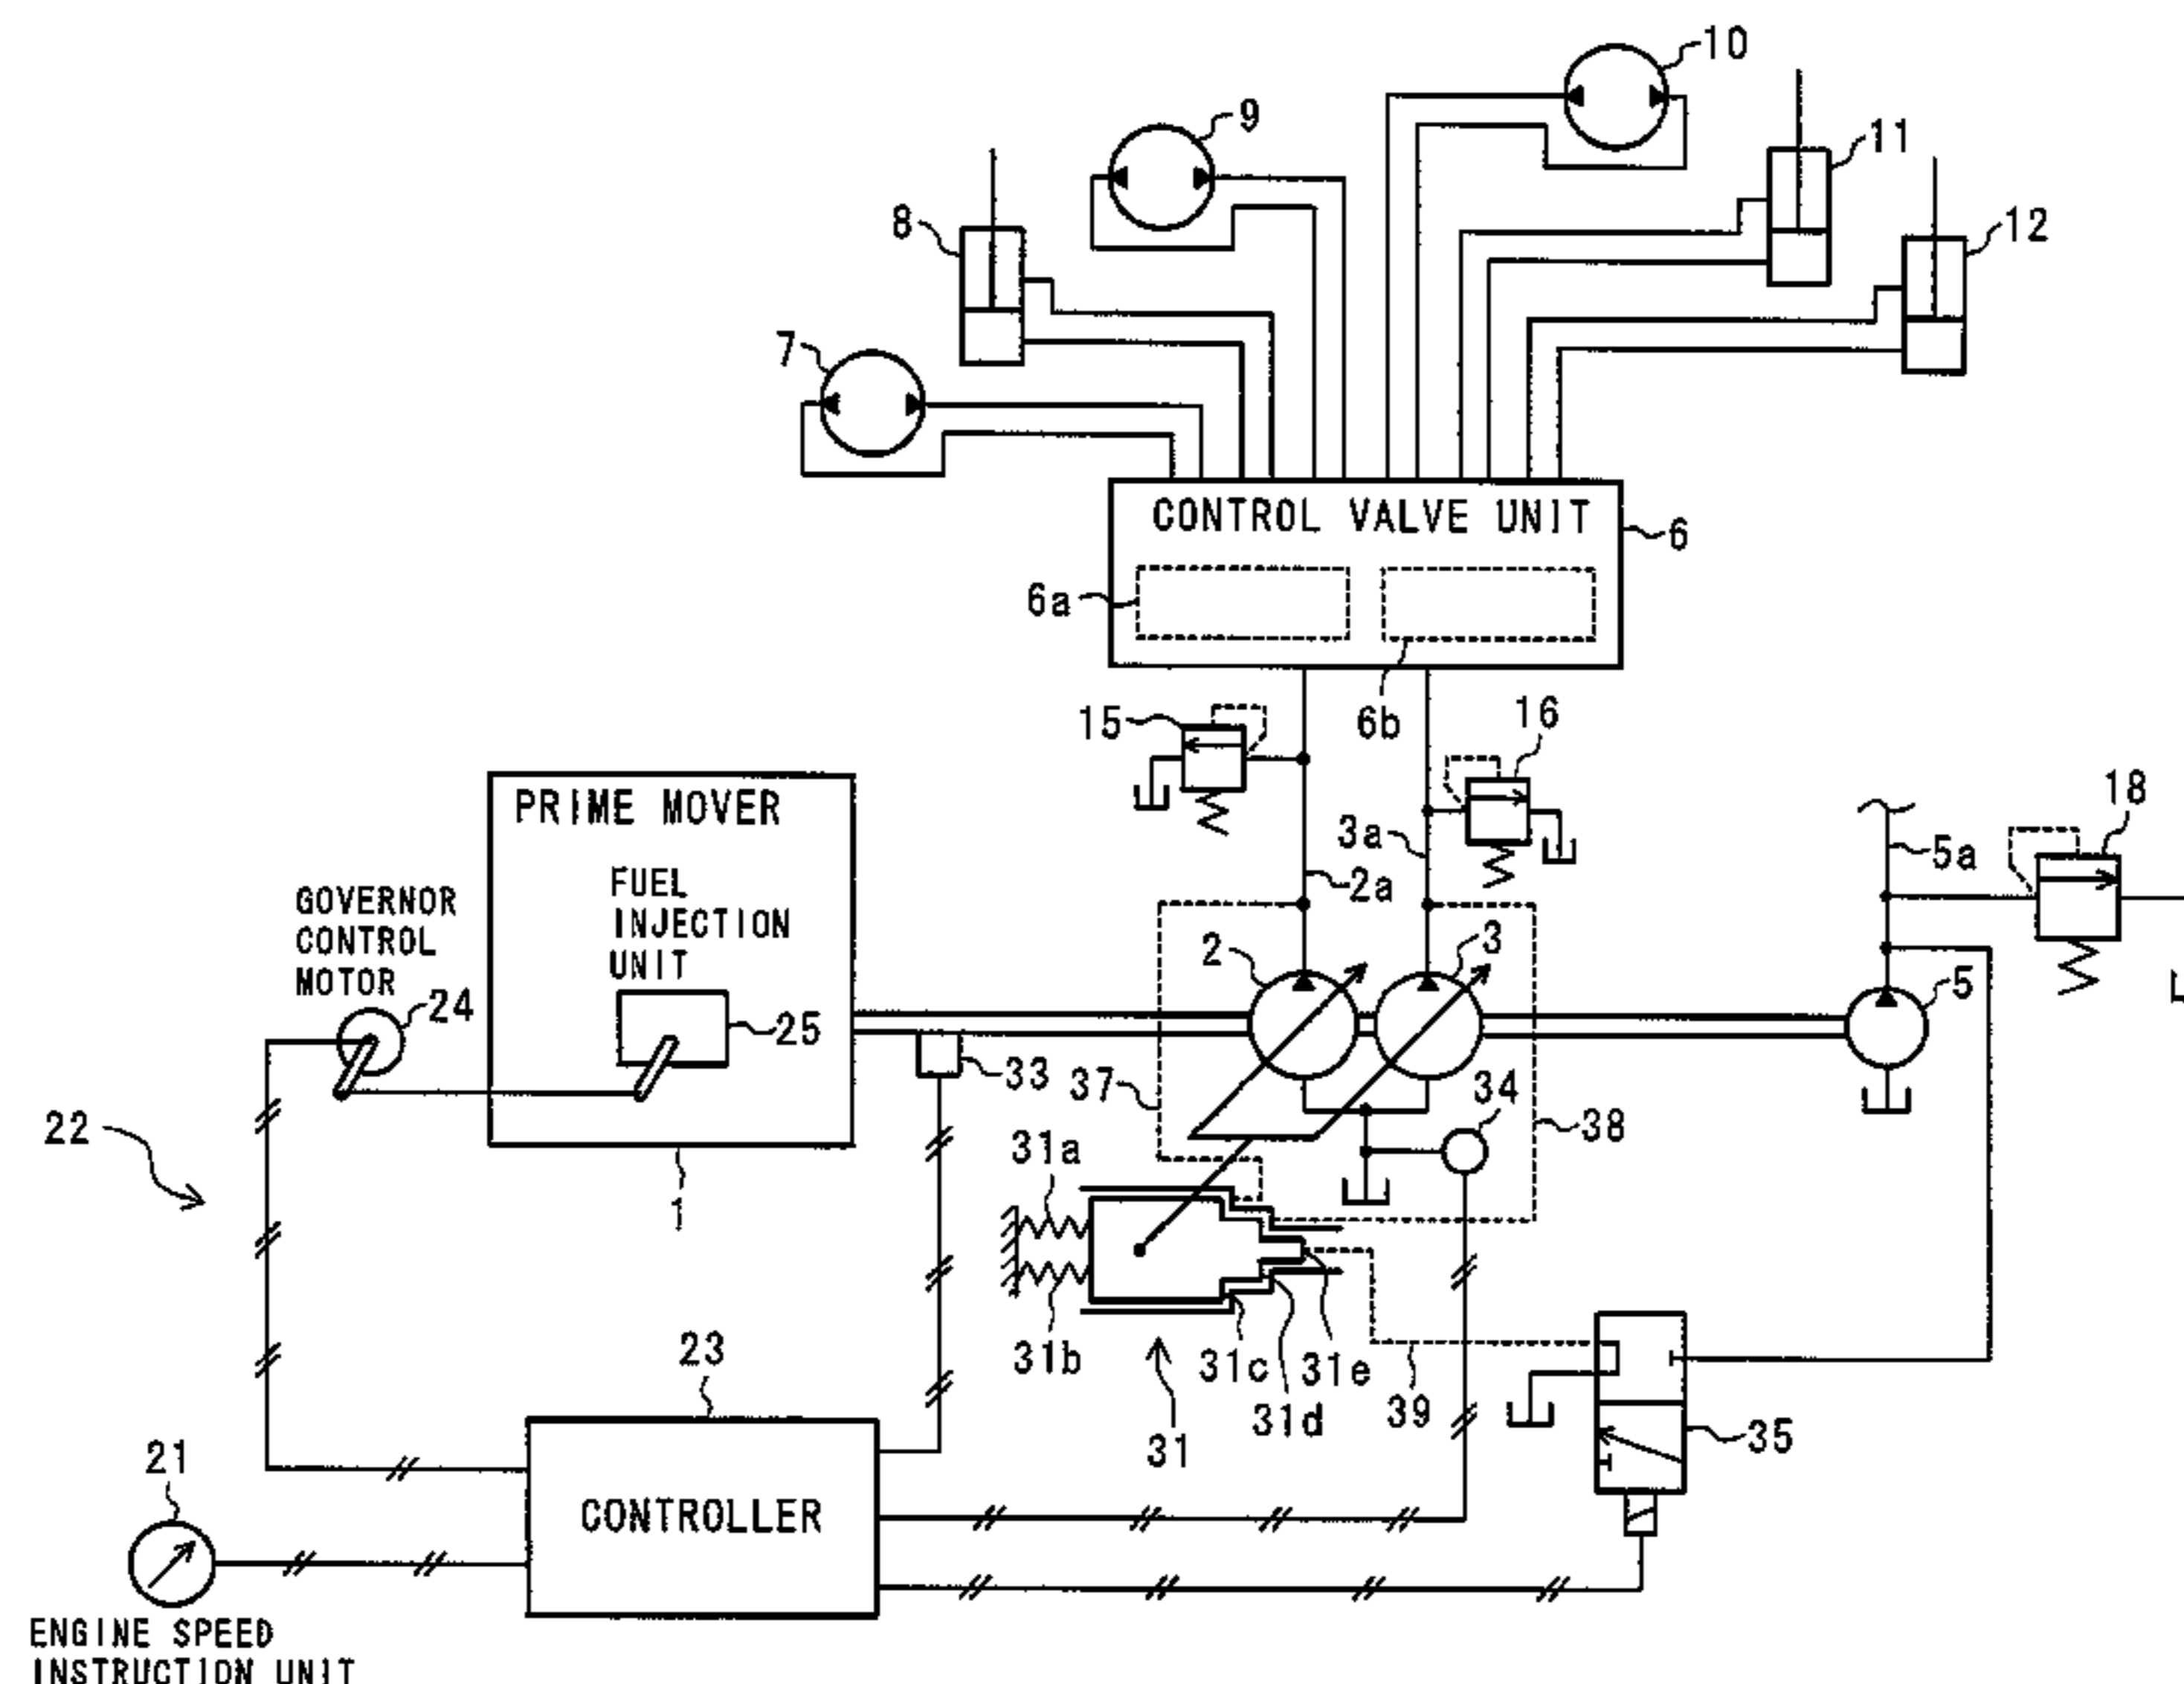 10
9
11
8
12
7
CONTROL VALVE UNIT
6
6a
6b
15
16
18
PRIME MOVER
3a
5a
2a
FUEL
INJECTION
UNIT
GOVERNOR
CONTROL
MOTOR
2
3
5
24
25
33
37
34
38
22
31a
1
31b
31c
31e
31d
39
31
35
23
21
CONTROLLER
ENGINE SPEED
INSTRUCTION UNIT